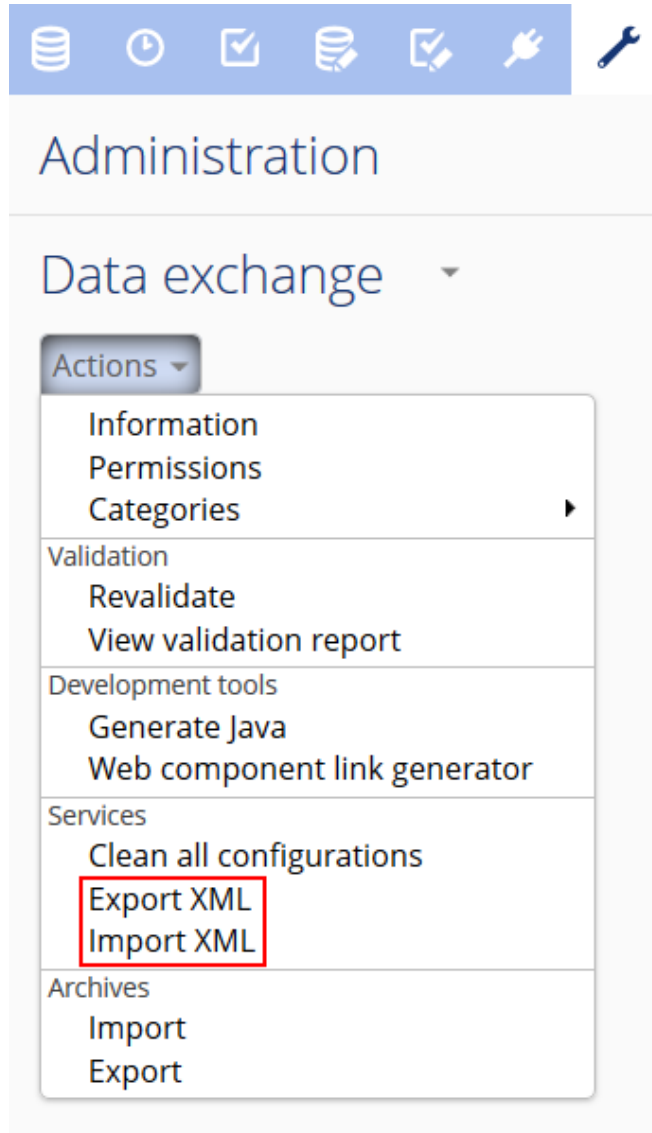 Administration
Data exchange
Actions
Information
Permissions
Categories
Validation
Revalidate
View validation report
Development tools
Generate Java
Web component link generator
Services
Clean all configurations
Export XML
Import XML
Archives
Import
Export